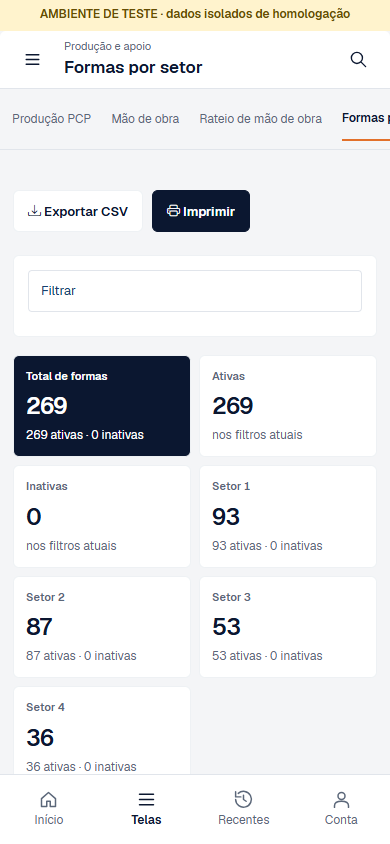 AMBIENTE DE TESTE · dados isolados de homologação
Produção e apoio
Formas por setor
Produção PCP
Mão de obra
Rateio de mão de obra
Formas p
Exportar CSV
Imprimir
Filtrar
Total de formas
269
269 ativas · 0 inativas
Ativas
269
nos filtros atuais
Inativas
0
nos filtros atuais
Setor 1
93
93 ativas · 0 inativas
Setor 2
87
87 ativas · 0 inativas
Setor 3
53
53 ativas · 0 inativas
Setor 4
36
36 ativas · 0 inativas
Início
Telas
Recentes
Conta